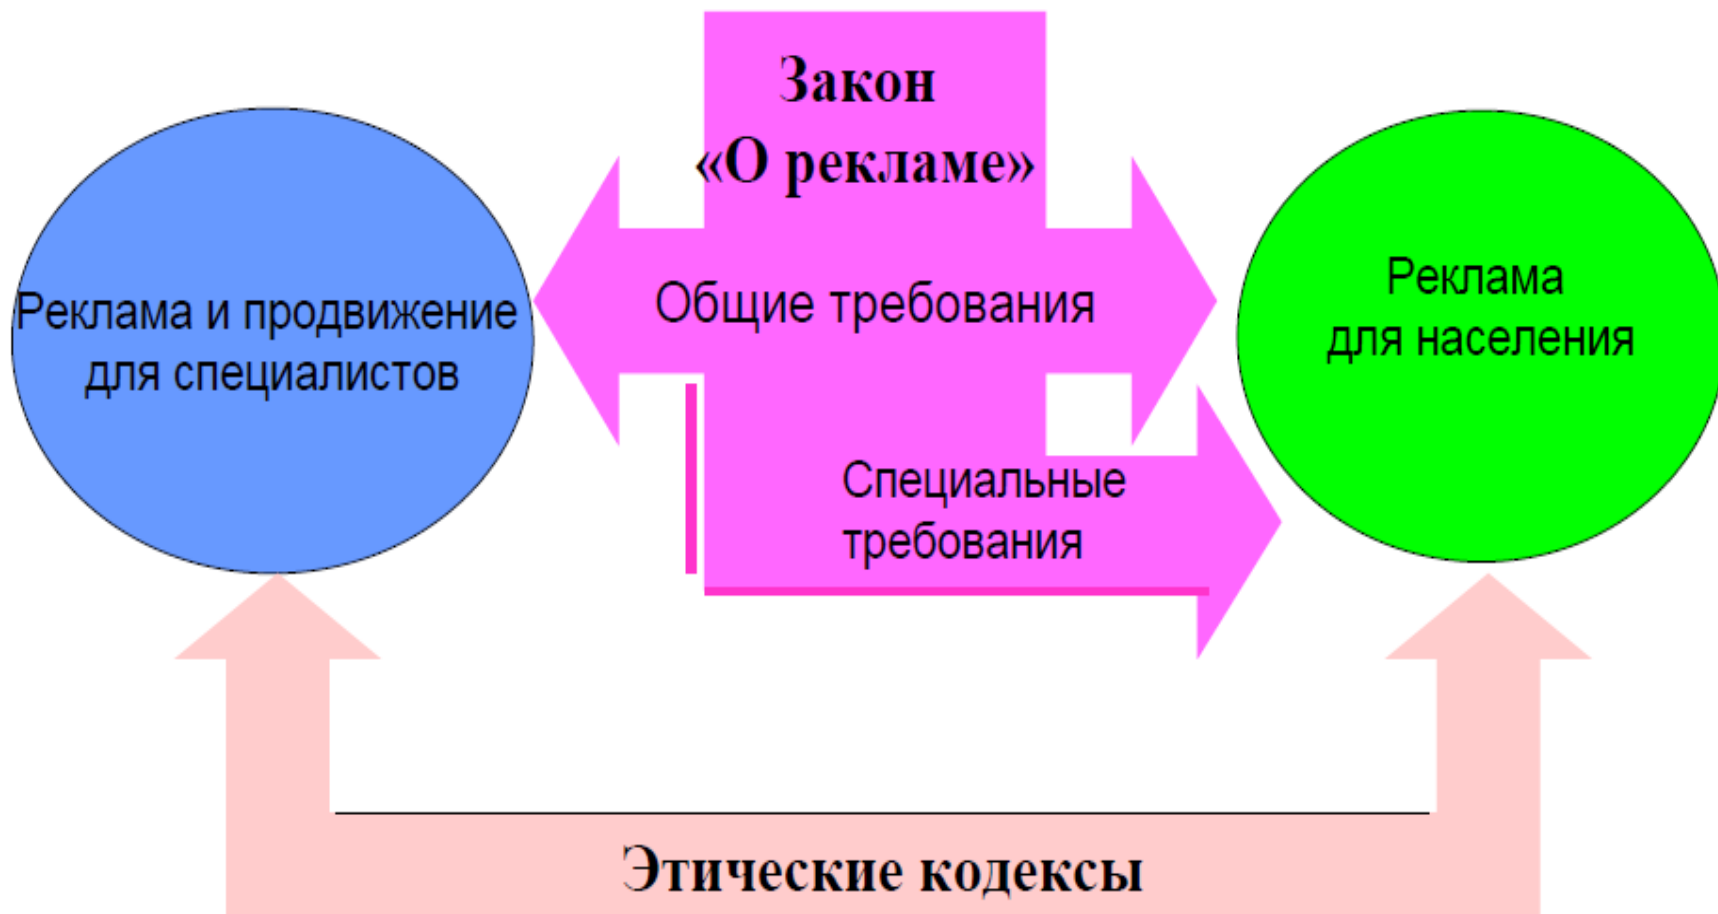 Закон
«О рекламе»
Реклама и продвижение
для специалистов
Общие требования
Реклама
для населения
Специальные
требования
Этические кодексы